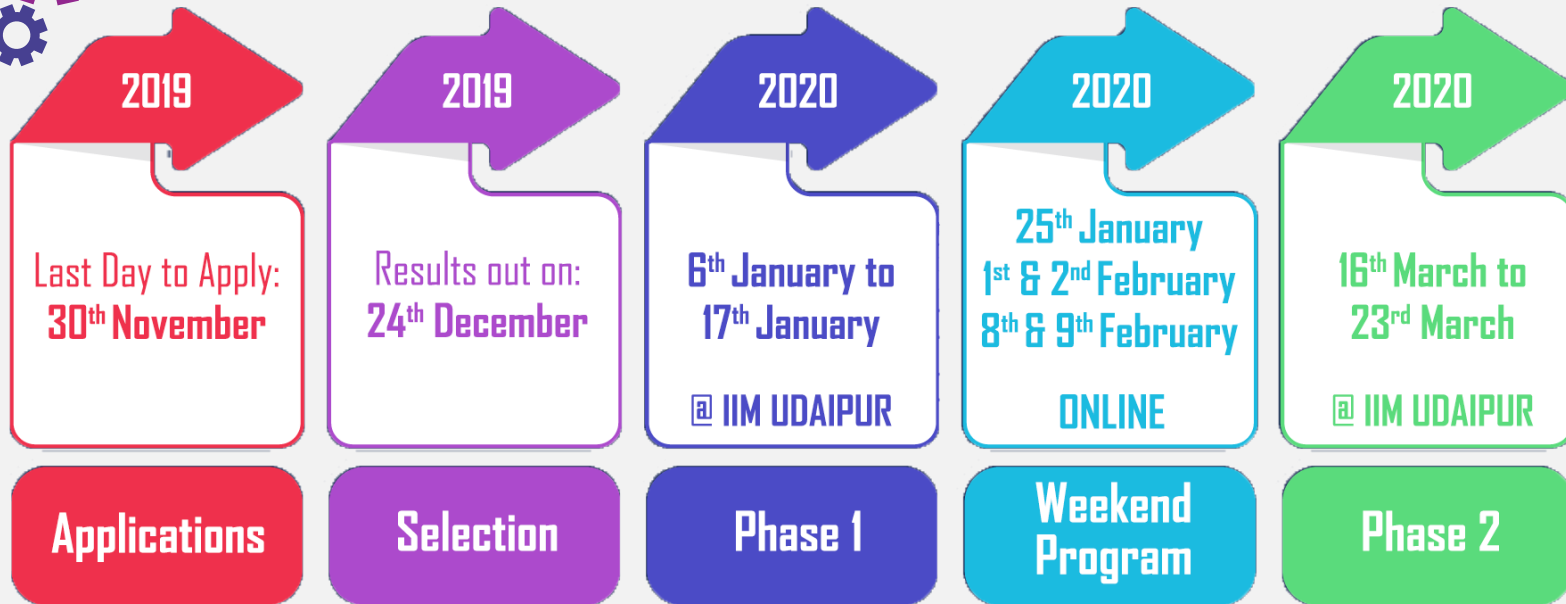 2019
Last Day to Apply:
30th November
Applications
2019
Results out on:
24th December
Selection
2020
6th January to
17th January
@ IIM UDAIPUR
Phase 1
2020
25th January
1st & 2nd February
8th & 9th February
ONLINE
Weekend
Program
2020
16th March to
23rd March
@ IIM UDAIPUR
Phase 2